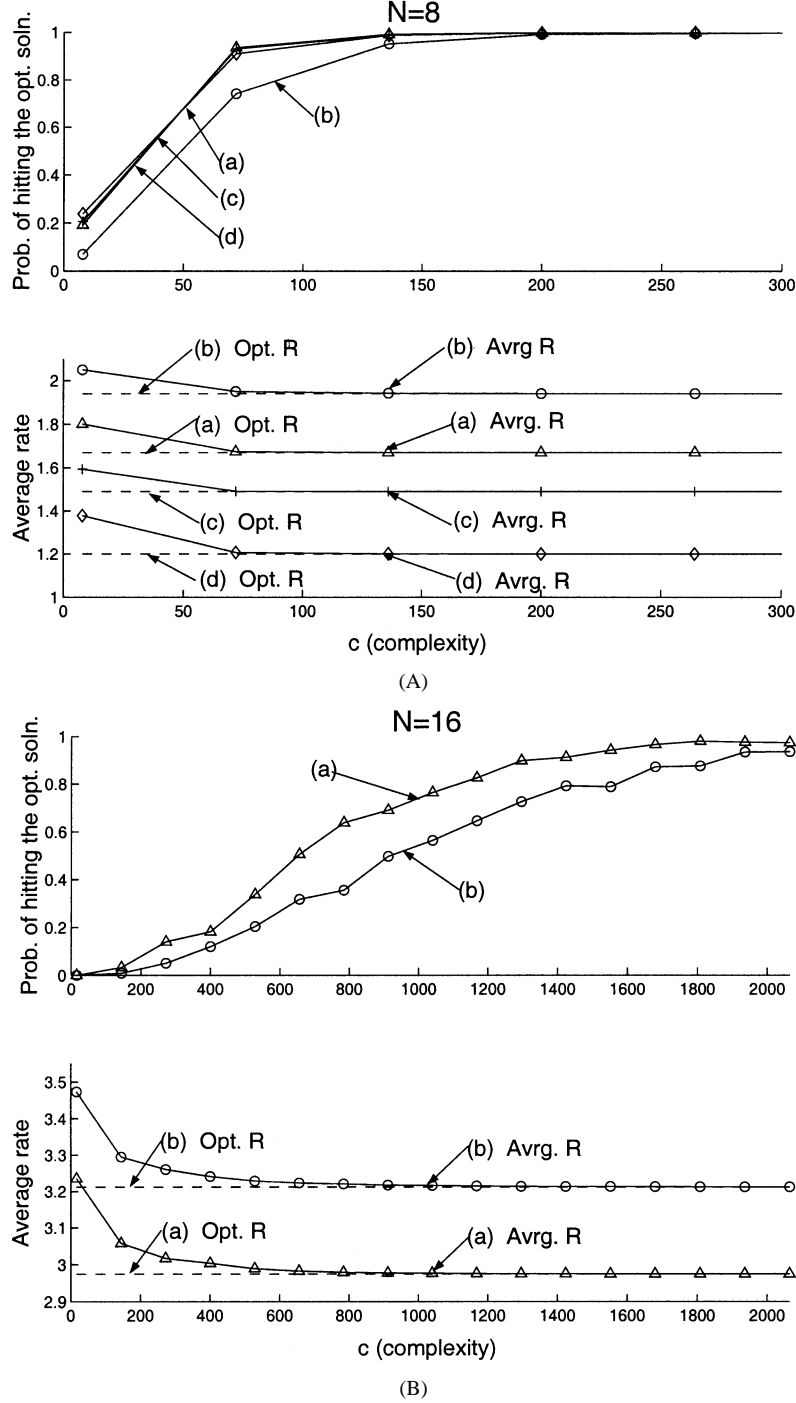 N=8
Prob. of hitting the opt. soln.
1
0.8
0.6
0.4
0.2
0
(b)
(a)
(c)
(d)
0 50 100 150 200 250 300
Average rate
2
1.8
1.6
1.4
1.2
1
(b) Opt. R (b) Avrg R
(a) Opt. R (a) Avrg. R
(c) Opt. R (c) Avrg. R
(d) Opt. R (d) Avrg. R
0 50 100 150 200 250 300
c (complexity)
(A)
N=16
Prob. of hitting the opt. soln.
1
0.8
0.6
0.4
0.2
0
(a)
(b)
0 200 400 600 800 1000 1200 1400 1600 1800 2000
Average rate
3.5
3.4
3.3
3.2
3.1
3
2.9
(b) Opt. R (b) Avrg. R
(a) Opt. R (a) Avrg. R
0 200 400 600 800 1000 1200 1400 1600 1800 2000
c (complexity)
(B)